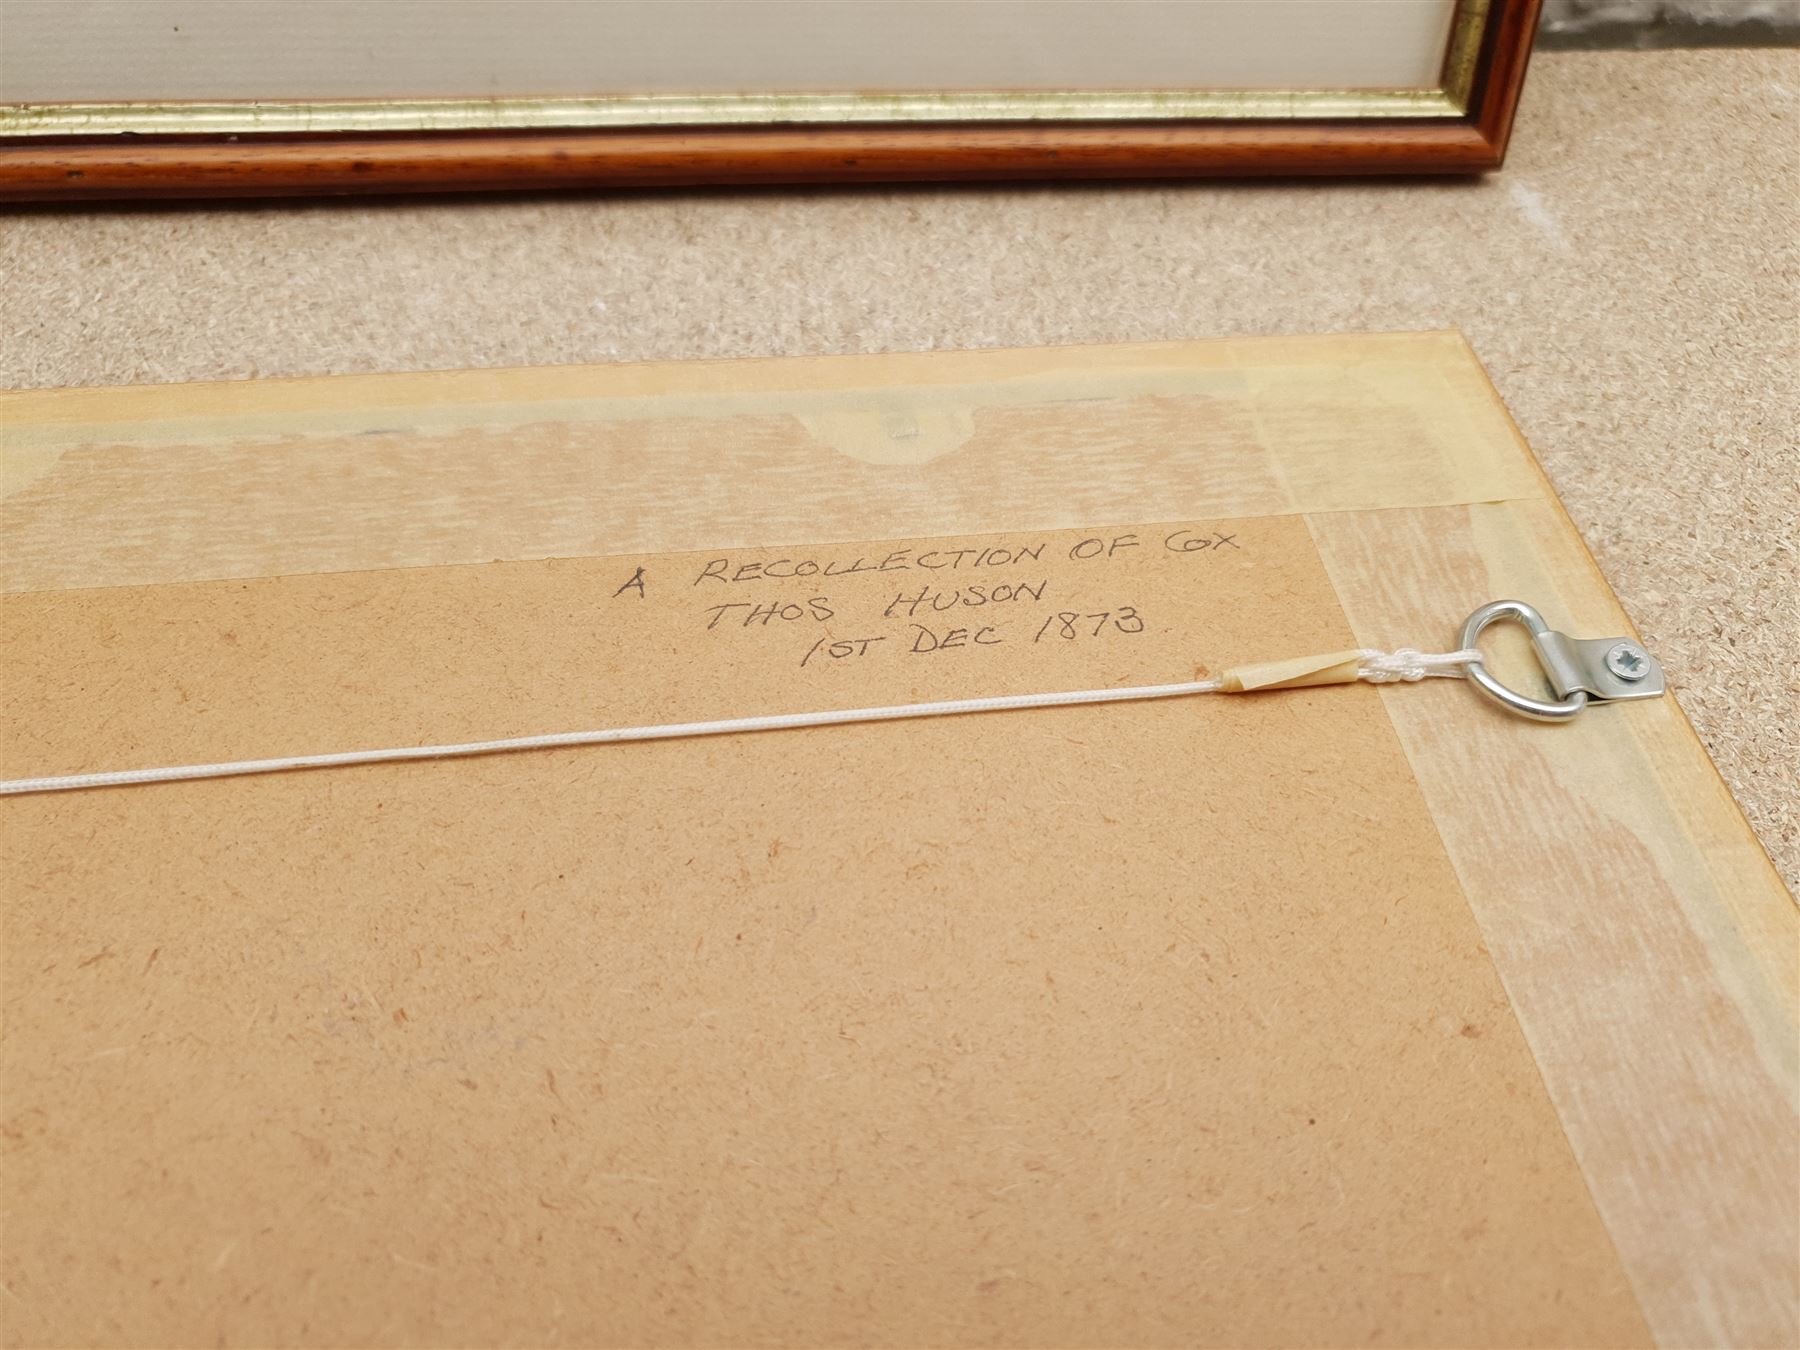 A RECOLLECTION OF COX
THOS HUSON
1ST DEC 1873